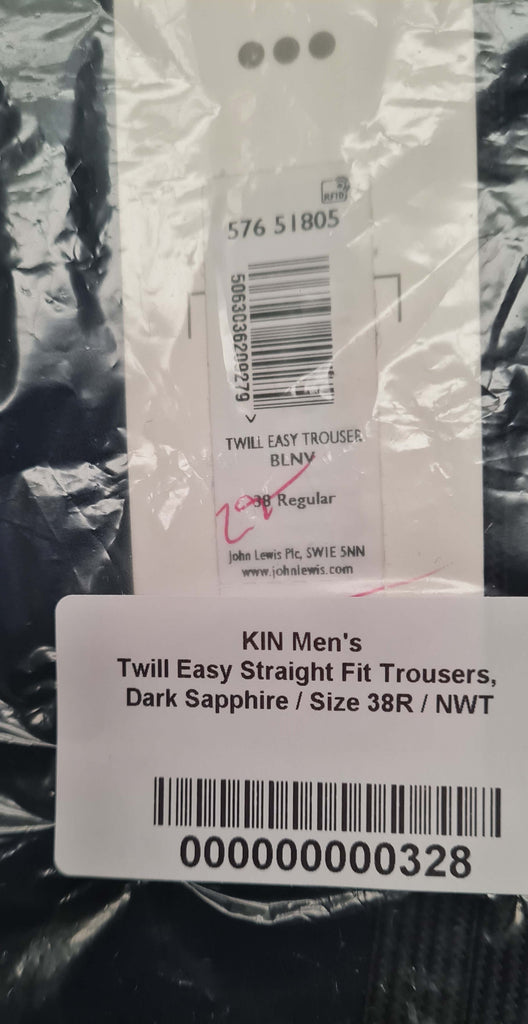 RFID
576 51805
5063036209279
TWILL EASY TROUSER
BLNV
38 Regular
John Lewis Plc, SW1E 5NN
www.johnlewis.com
KIN Men's
Twill Easy Straight Fit Trousers,
Dark Sapphire / Size 38R / NWT
000000000328